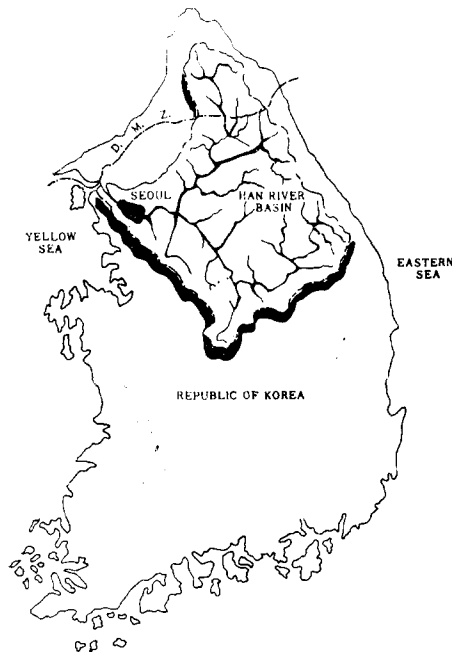 D. M. Z.
SEOUL
HAN RIVER
BASIN
YELLOW
SEA
EASTERN
SEA
REPUBLIC OF KOREA